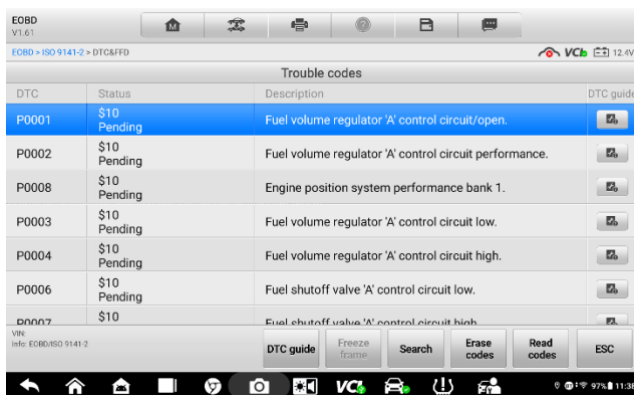 EOBD
V1.61
EOBD > ISO 9141-2 > DTC&FFD
VCI 12.4V
Trouble codes
DTC Status Description DTC guide
P0001 $10 Pending Fuel volume regulator 'A' control circuit/open.
P0002 $10 Pending Fuel volume regulator 'A' control circuit performance.
P0008 $10 Pending Engine position system performance bank 1.
P0003 $10 Pending Fuel volume regulator 'A' control circuit low.
P0004 $10 Pending Fuel volume regulator 'A' control circuit high.
P0006 $10 Pending Fuel shutoff valve 'A' control circuit low.
P0007 $10 Fuel shutoff valve 'A' control circuit high
VIN:
Info: EOBD/ISO 9141-2
DTC guide
Freeze frame
Search
Erase codes
Read codes
ESC
VCI
97% 11:38